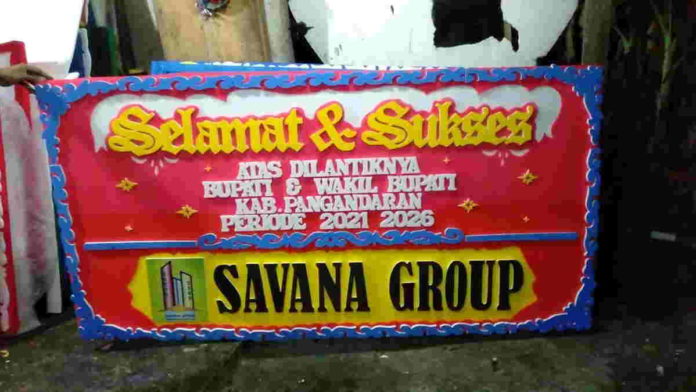 Selamat & Sukses
ATAS DILANTIKNYA
BUPATI & WAKIL BUPATI
KAB. PANGANDARAN
PERIODE 2021 2026
SAVANA GROUP